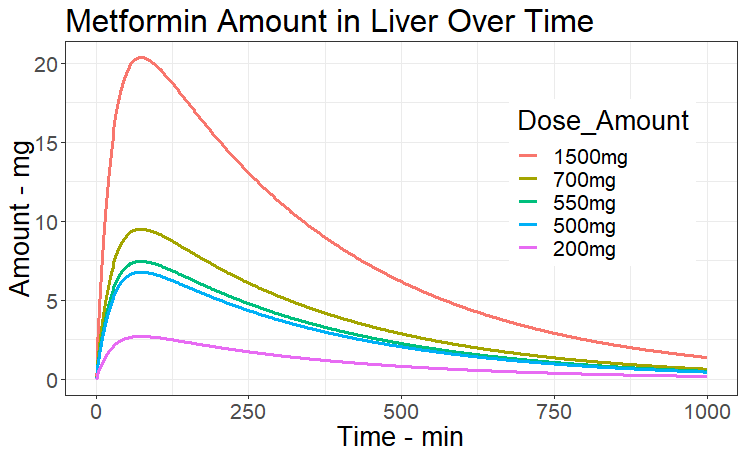 Metformin Amount in Liver Over Time
Amount - mg
20
15
10
5
0
Dose_Amount
1500mg
700mg
550mg
500mg
200mg
0 250 500 750 1000
Time - min